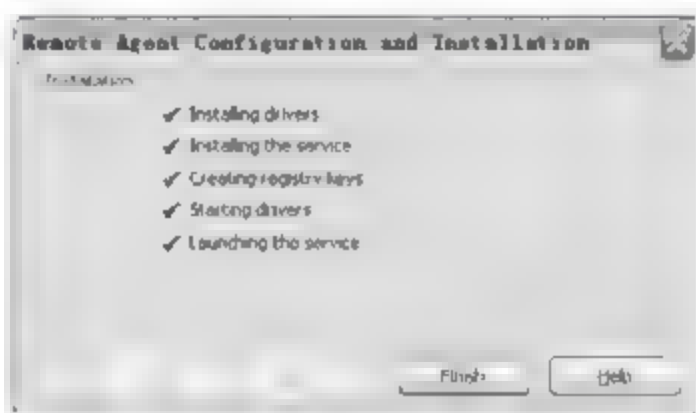 Remote Agent Configuration and Installation
Installation
Installing drivers
Installing the service
Creating registry keys
Starting drivers
Launching the service
Finish
Help